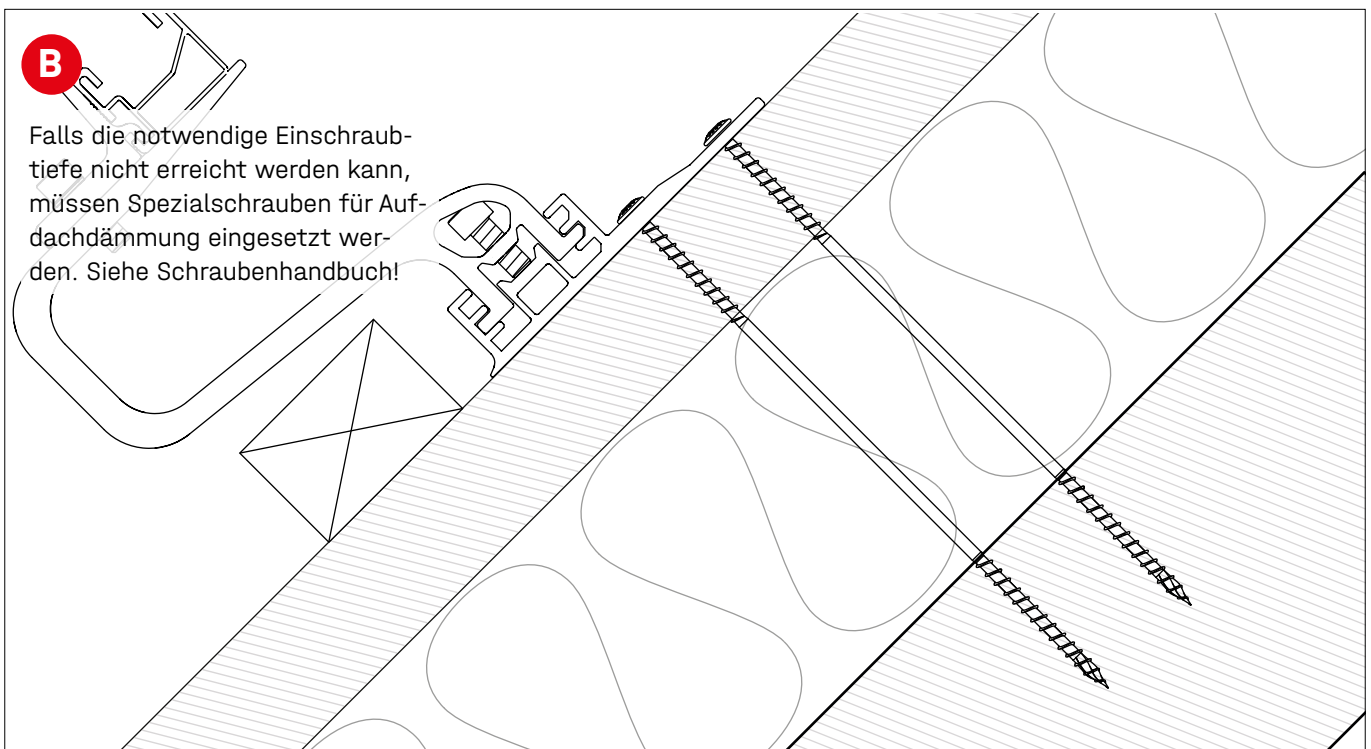 B
Falls die notwendige Einschraub-
tiefe nicht erreicht werden kann,
müssen Spezialschrauben für Auf-
dachdämmung eingesetzt wer-
den. Siehe Schraubenhandbuch!